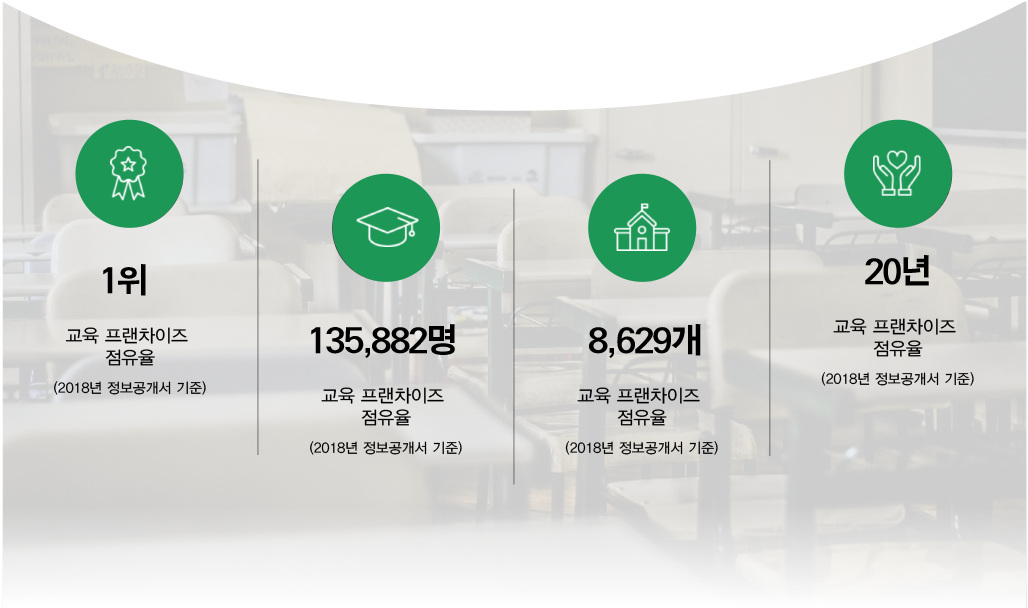 1위
교육 프랜차이즈
점유율
(2018년 정보공개서 기준)
135,882명
교육 프랜차이즈
점유율
(2018년 정보공개서 기준)
8,629개
교육 프랜차이즈
점유율
(2018년 정보공개서 기준)
20년
교육 프랜차이즈
점유율
(2018년 정보공개서 기준)